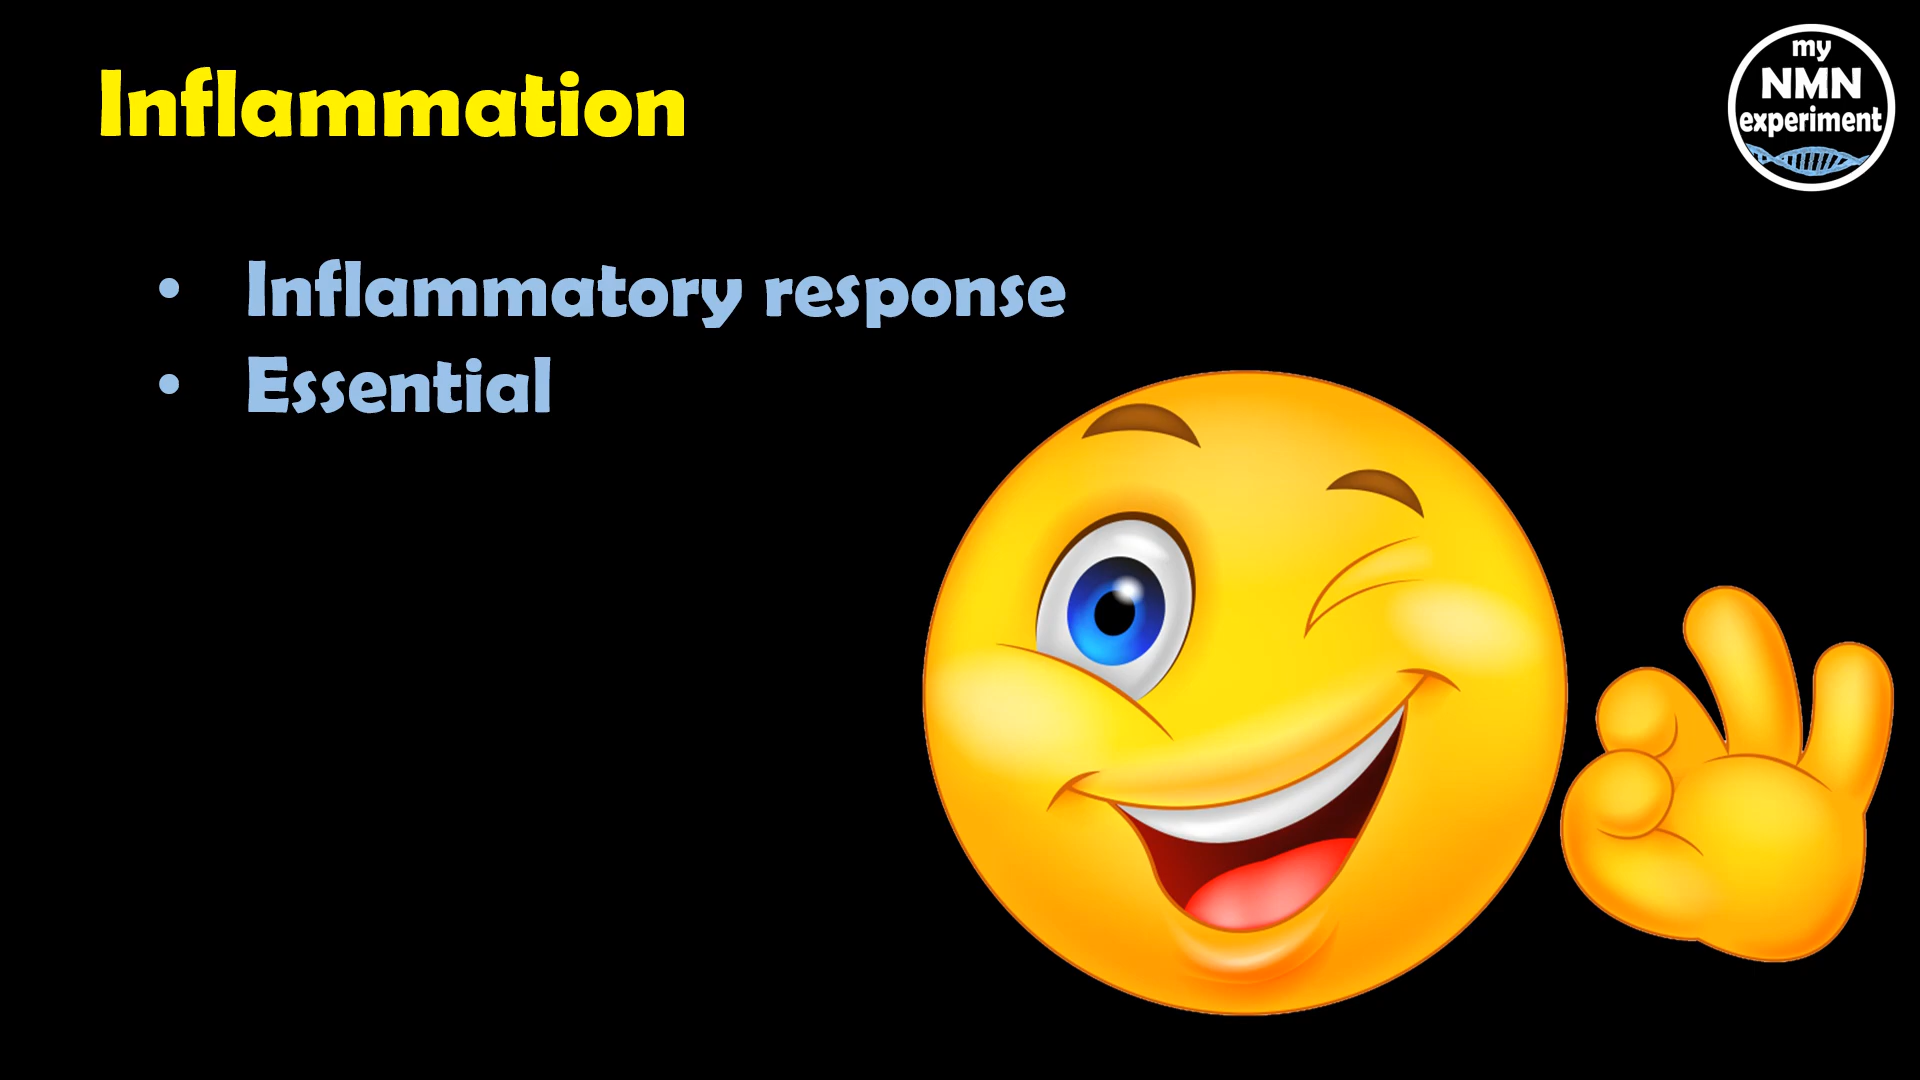 Inflammation
my
NMN
experiment
• Inflammatory response
• Essential